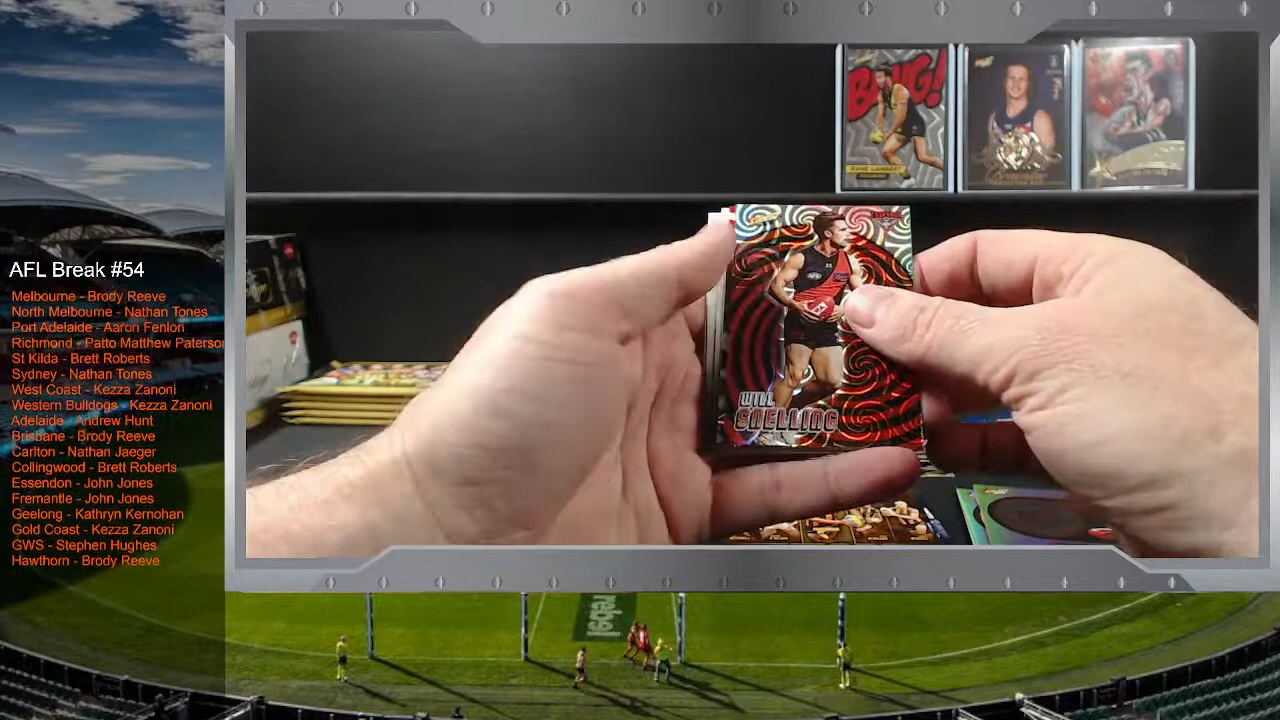 AFL Break #54
Melbourne - Brody Reeve
North Melbourne - Nathan Tones
Port Adelaide - Aaron Fenlon
Richmond - Patto Matthew Paterson
St Kilda - Brett Roberts
Sydney - Nathan Tones
West Coast - Kezza Zanoni
Western Bulldogs - Kezza Zanoni
Adelaide - Andrew Hunt
Brisbane - Brody Reeve
Carlton - Nathan Jaeger
Collingwood - Brett Roberts
Essendon - John Jones
Fremantle - John Jones
Geelong - Kathryn Kernohan
Gold Coast - Kezza Zanoni
GWS - Stephen Hughes
Hawthorn - Brody Reeve
BANG!
KANE LAMBERT
WILL
SNELLING
rebel